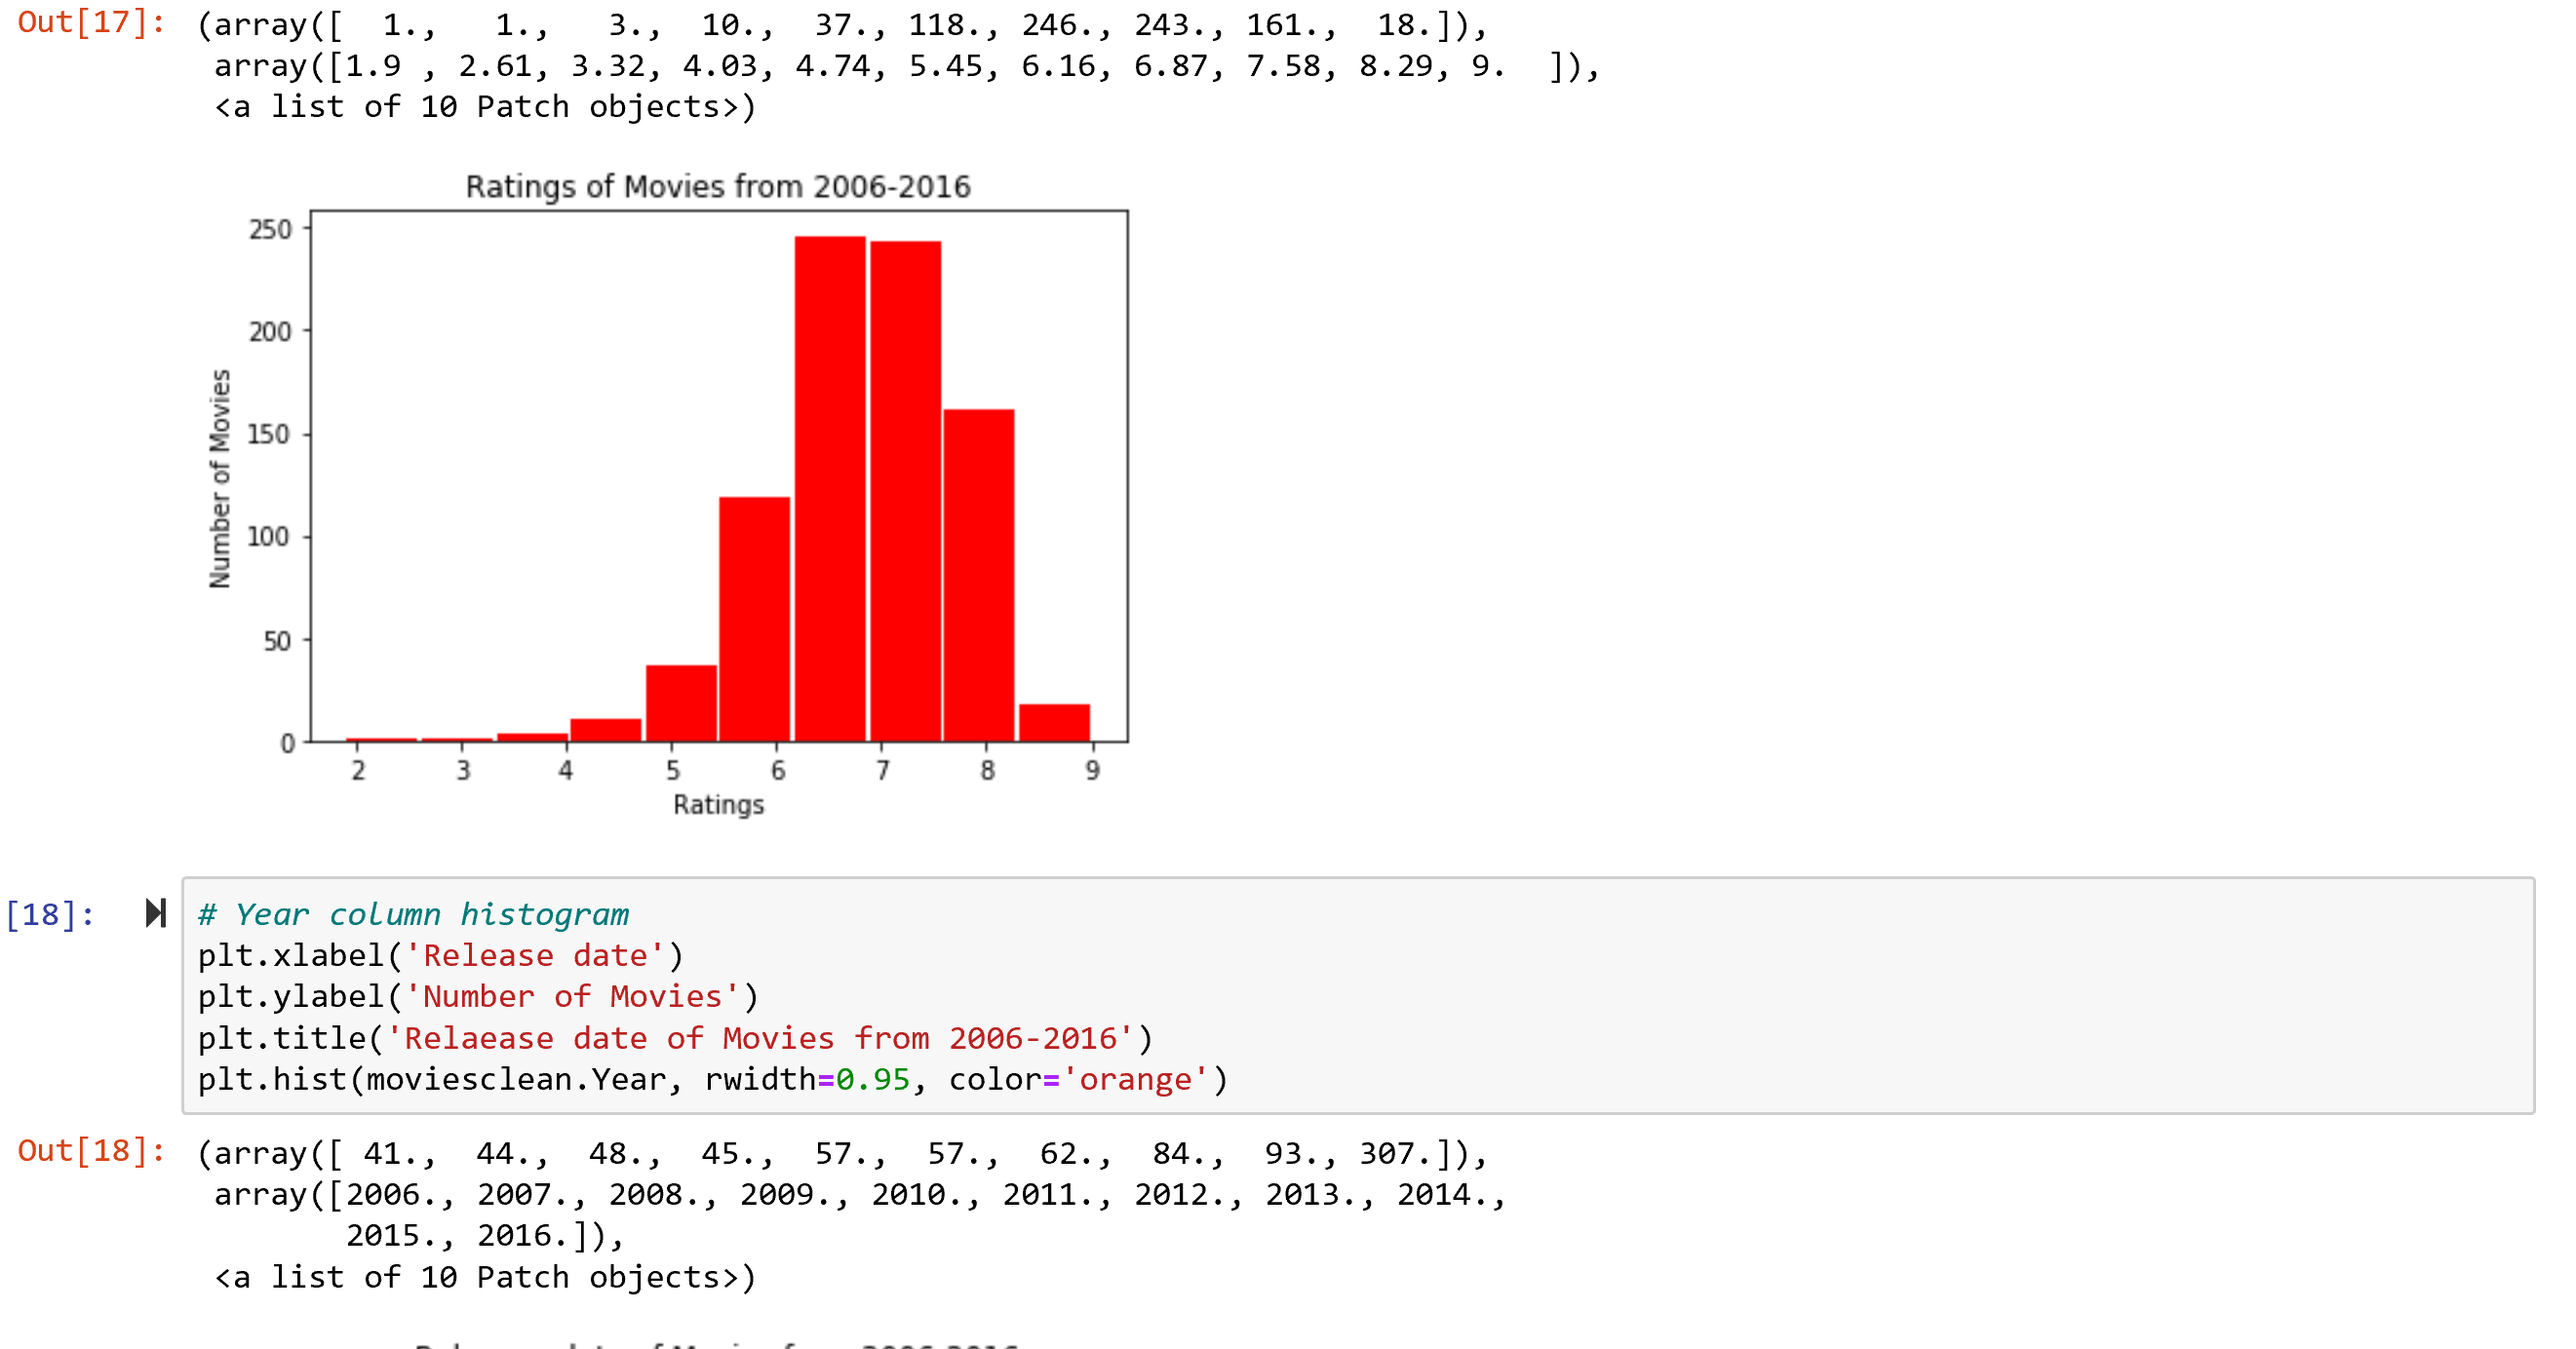 Out[17]: (array([  1.,   1.,   3.,  10.,  37., 118., 246., 243., 161.,  18.]),
array([1.9 , 2.61, 3.32, 4.03, 4.74, 5.45, 6.16, 6.87, 7.58, 8.29, 9.  ]),
<a list of 10 Patch objects>)
Ratings of Movies from 2006-2016
Number of Movies
250
200
150
100
50
0
2 3 4 5 6 7 8 9
Ratings
[18]: # Year column histogram
plt.xlabel('Release date')
plt.ylabel('Number of Movies')
plt.title('Relaease date of Movies from 2006-2016')
plt.hist(moviesclean.Year, rwidth=0.95, color='orange')
Out[18]: (array([ 41.,  44.,  48.,  45.,  57.,  57.,  62.,  84.,  93., 307.]),
array([2006., 2007., 2008., 2009., 2010., 2011., 2012., 2013., 2014.,
2015., 2016.]),
<a list of 10 Patch objects>)